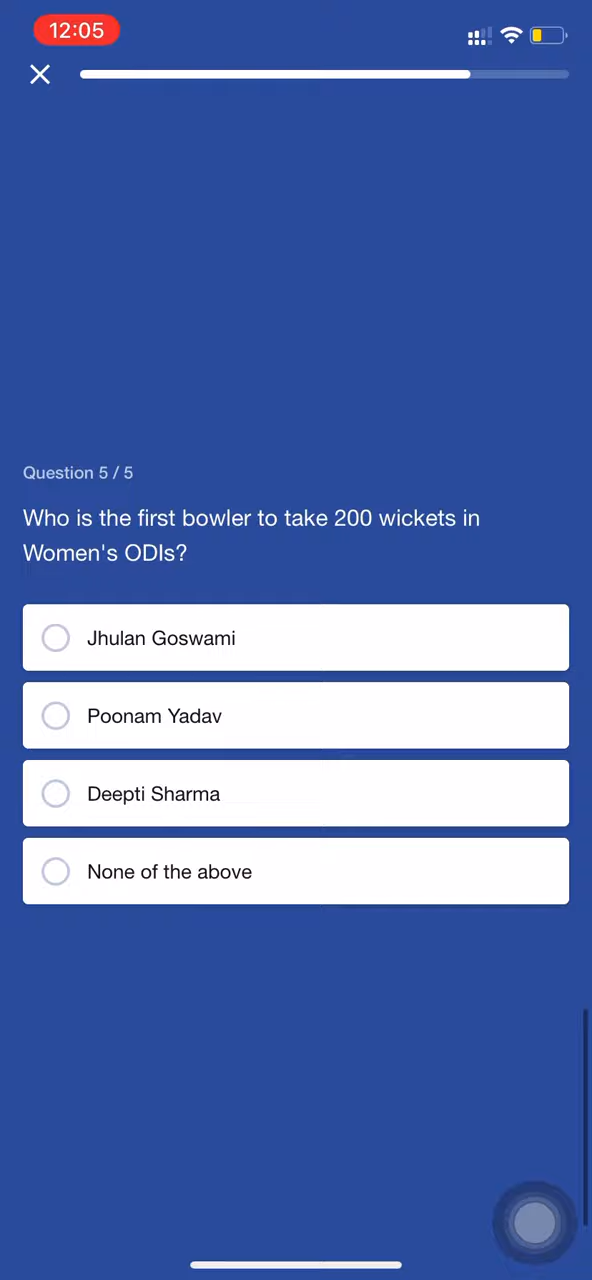 12:05
Question 5 / 5
Who is the first bowler to take 200 wickets in
Women's ODIs?
Jhulan Goswami
Poonam Yadav
Deepti Sharma
None of the above